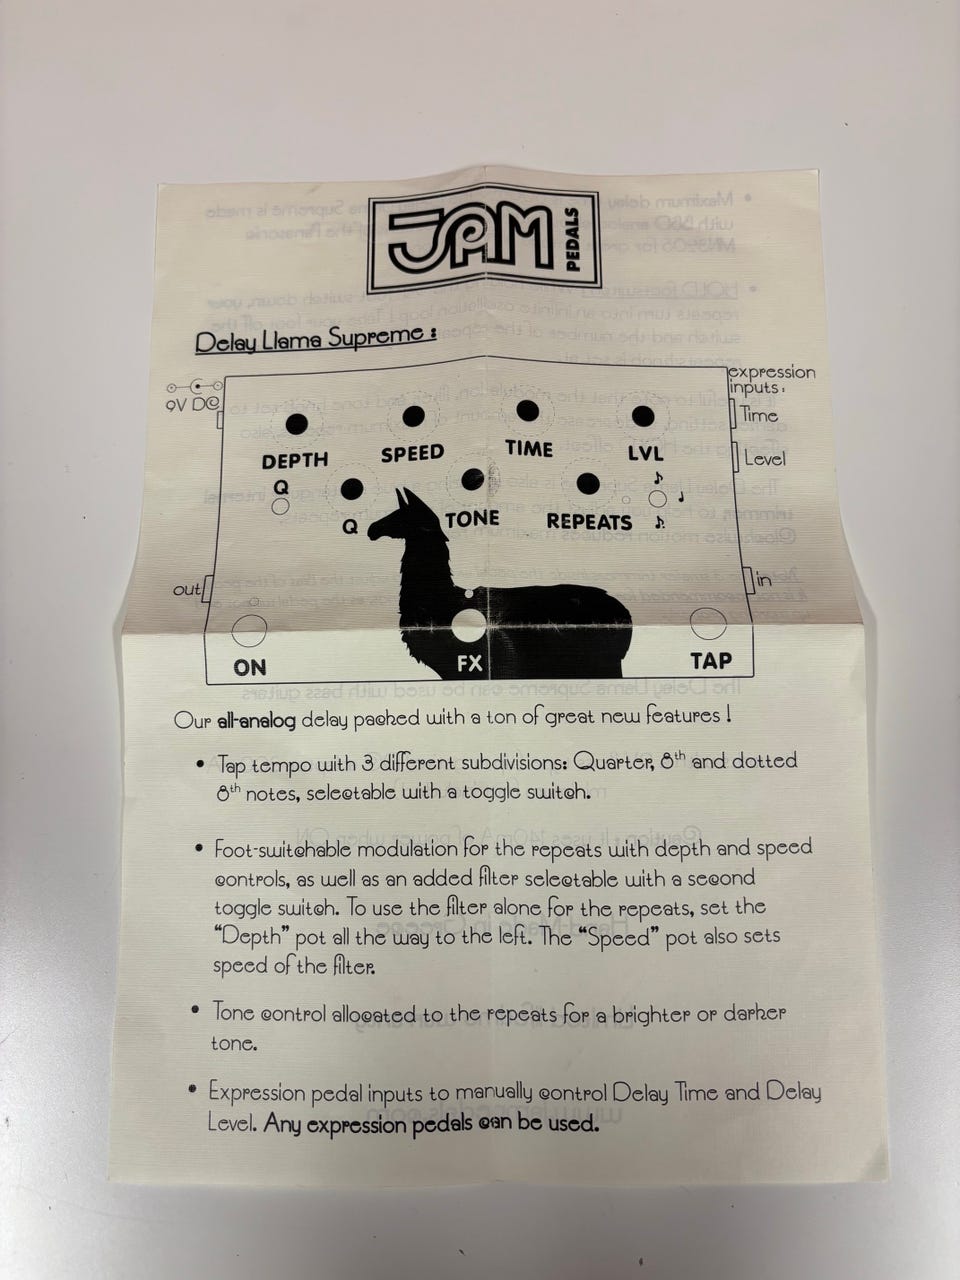 JAM PEDALS
Delay Llama Supreme :
9V DC
expression
inputs:
Time
Level
DEPTH
SPEED
TIME
LVL
Q
Q
TONE
REPEATS
out
in
ON
FX
TAP
Our all-analog delay packed with a ton of great new features !
• Tap tempo with 3 different subdivisions: Quarter, 8th and dotted
8th notes, selectable with a toggle switch.
• Foot-switchable modulation for the repeats with depth and speed
controls, as well as an added filter selectable with a second
toggle switch. To use the filter alone for the repeats, set the
“Depth” pot all the way to the left. The “Speed” pot also sets
speed of the filter.
• Tone control allocated to the repeats for a brighter or darker
tone.
• Expression pedal inputs to manually control Delay Time and Delay
Level. Any expression pedals can be used.